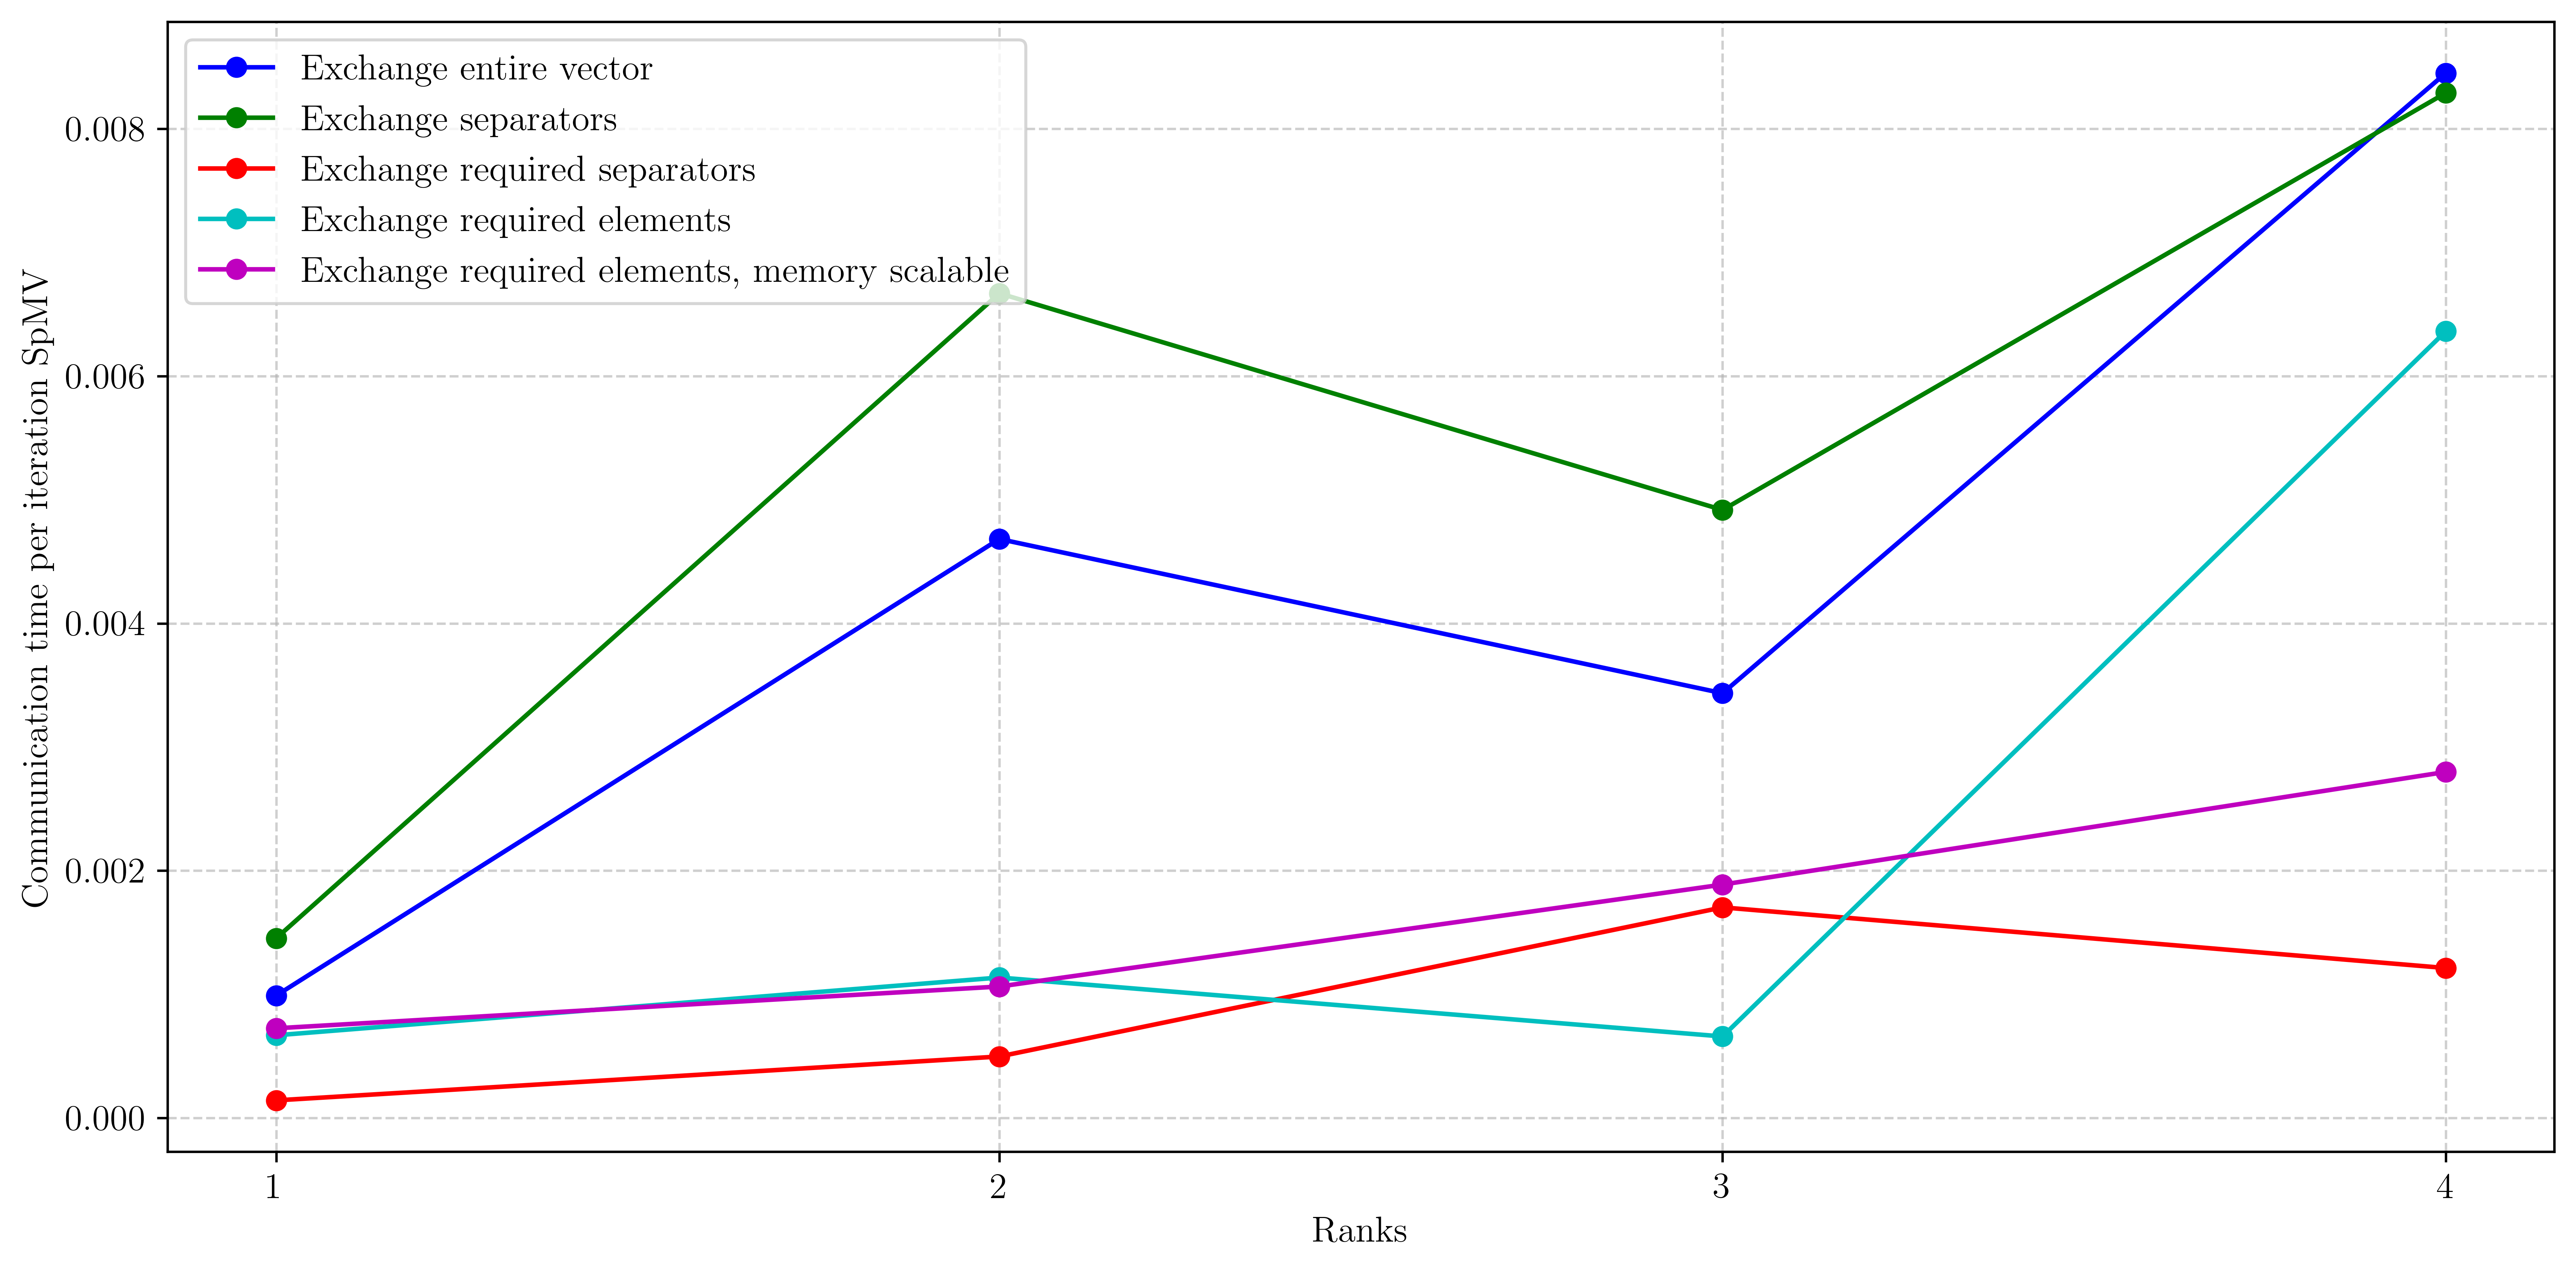 Exchange entire vector
Exchange separators
Exchange required separators
Exchange required elements
Exchange required elements, memory scalable
Communication time per iteration SpMV
0.008
0.006
0.004
0.002
0.000
1 2 3 4
Ranks